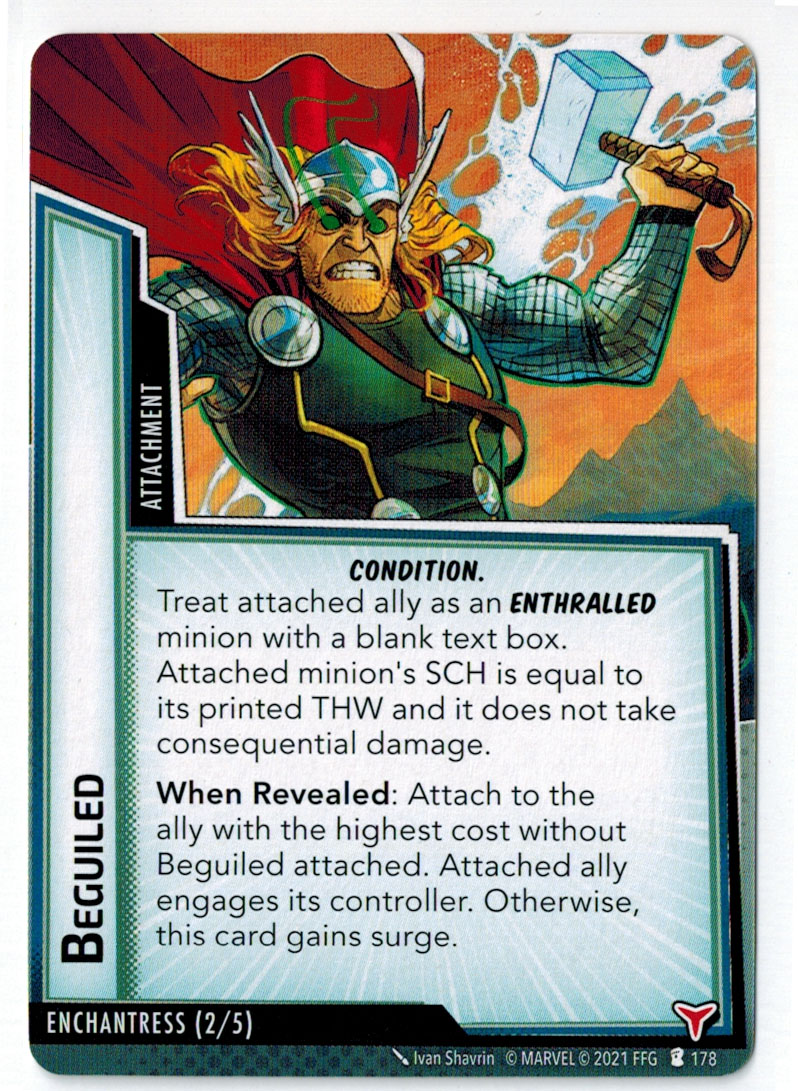 ATTACHMENT
CONDITION.
Treat attached ally as an ENTHRALLED
minion with a blank text box.
Attached minion's SCH is equal to
its printed THW and it does not take
consequential damage.
When Revealed: Attach to the
ally with the highest cost without
Beguiled attached. Attached ally
engages its controller. Otherwise,
this card gains surge.
BEGUILED
ENCHANTRESS (2/5)
Ivan Shavrin © MARVEL © 2021 FFG 178